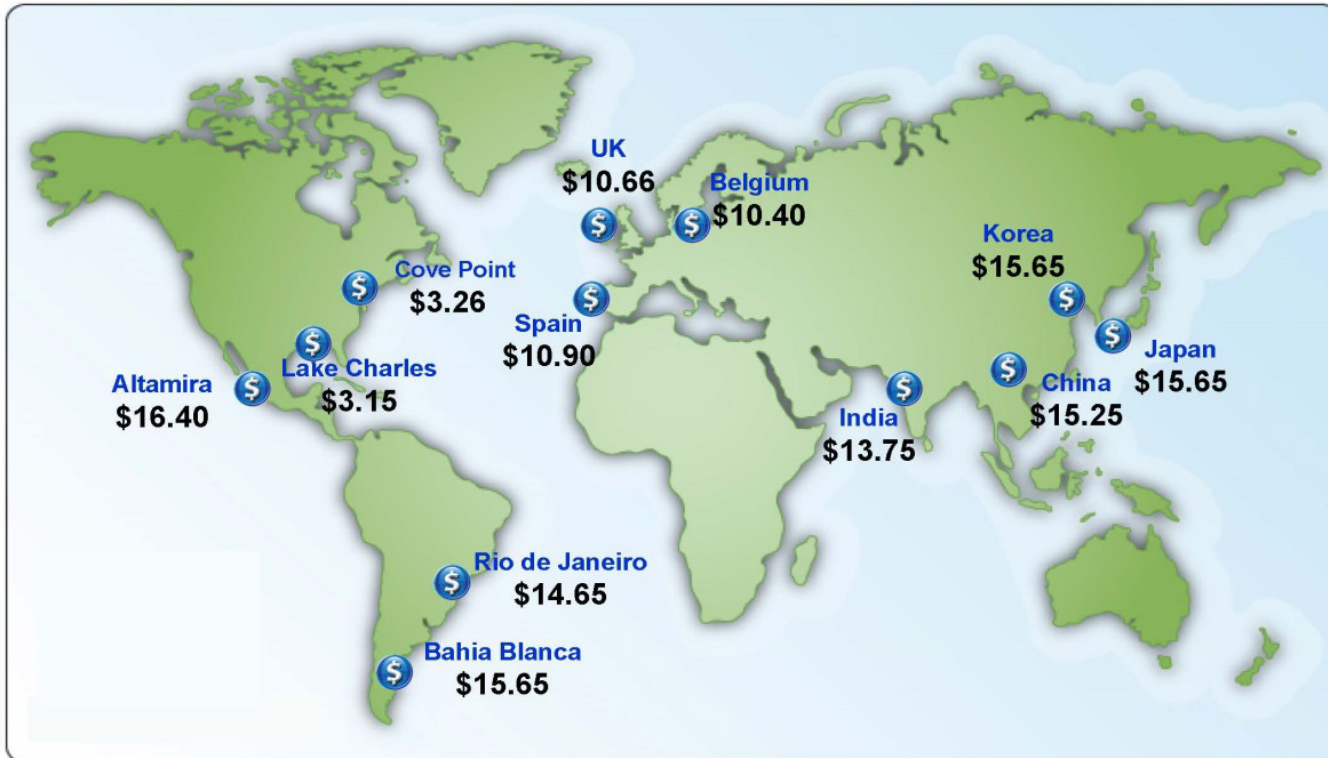 UK
$10.66
Belgium
$10.40
Korea
$15.65
Cove Point
$3.26
Spain
$10.90
Japan
$15.65
Lake Charles
$3.15
Altamira
$16.40
China
$15.25
India
$13.75
Rio de Janeiro
$14.65
Bahia Blanca
$15.65